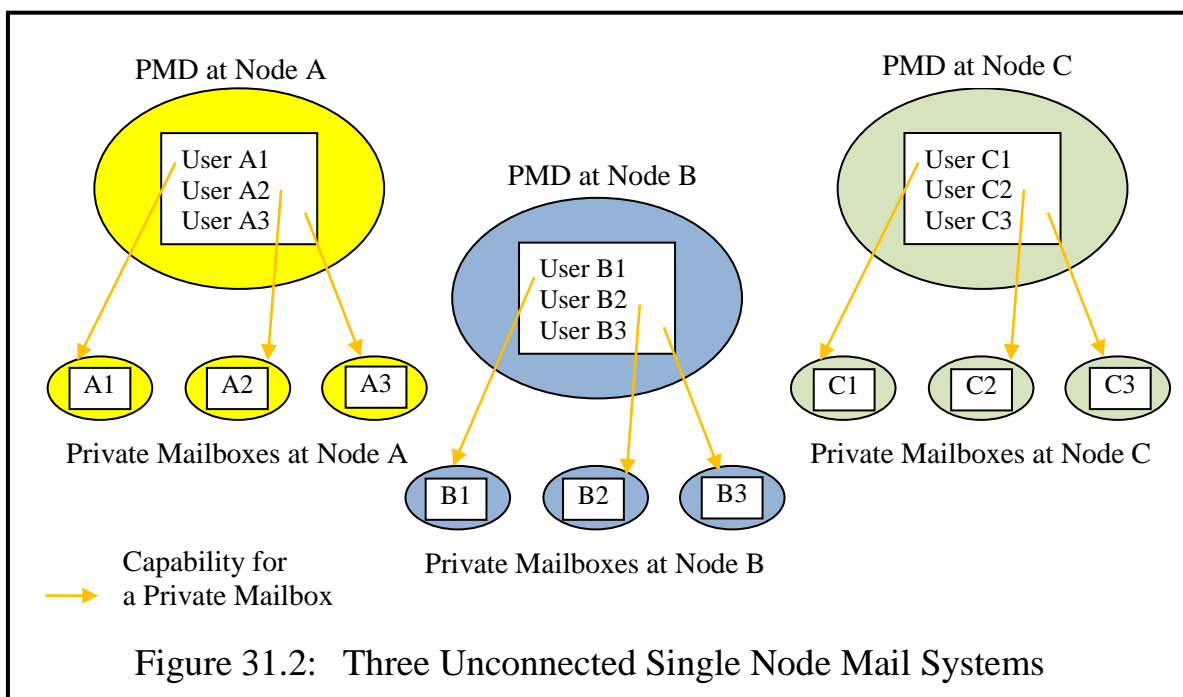 PMD at Node A
User A1
User A2
User A3
A1
A2
A3
Private Mailboxes at Node A
PMD at Node B
User B1
User B2
User B3
B1
B2
B3
Private Mailboxes at Node B
PMD at Node C
User C1
User C2
User C3
C1
C2
C3
Private Mailboxes at Node C
Capability for
a Private Mailbox
Figure 31.2: Three Unconnected Single Node Mail Systems